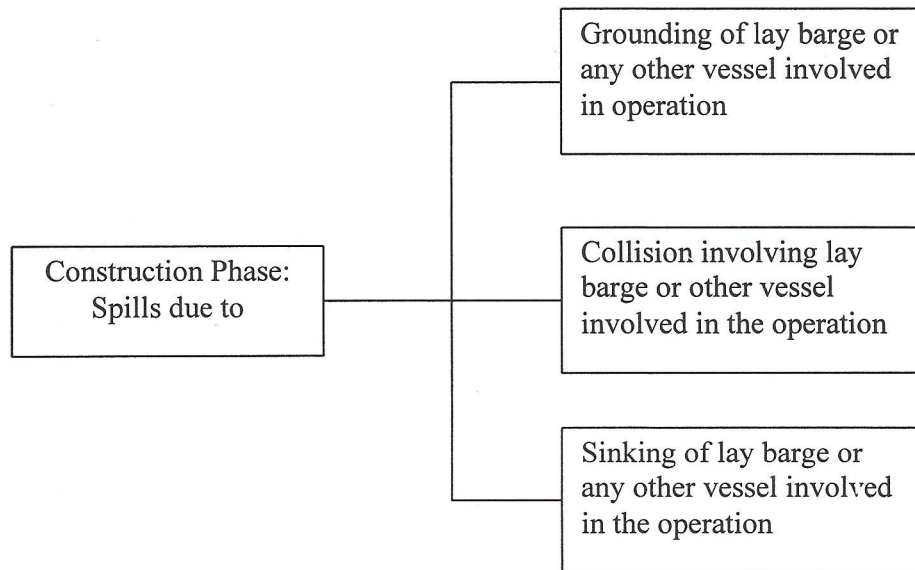 Grounding of lay barge or
any other vessel involved
in operation
Construction Phase:
Spills due to
Collision involving lay
barge or other vessel
involved in the operation
Sinking of lay barge or
any other vessel involved
in the operation